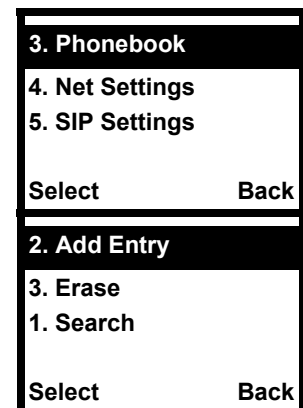 3. Phonebook
4. Net Settings
5. SIP Settings
Select Back
2. Add Entry
3. Erase
1. Search
Select Back